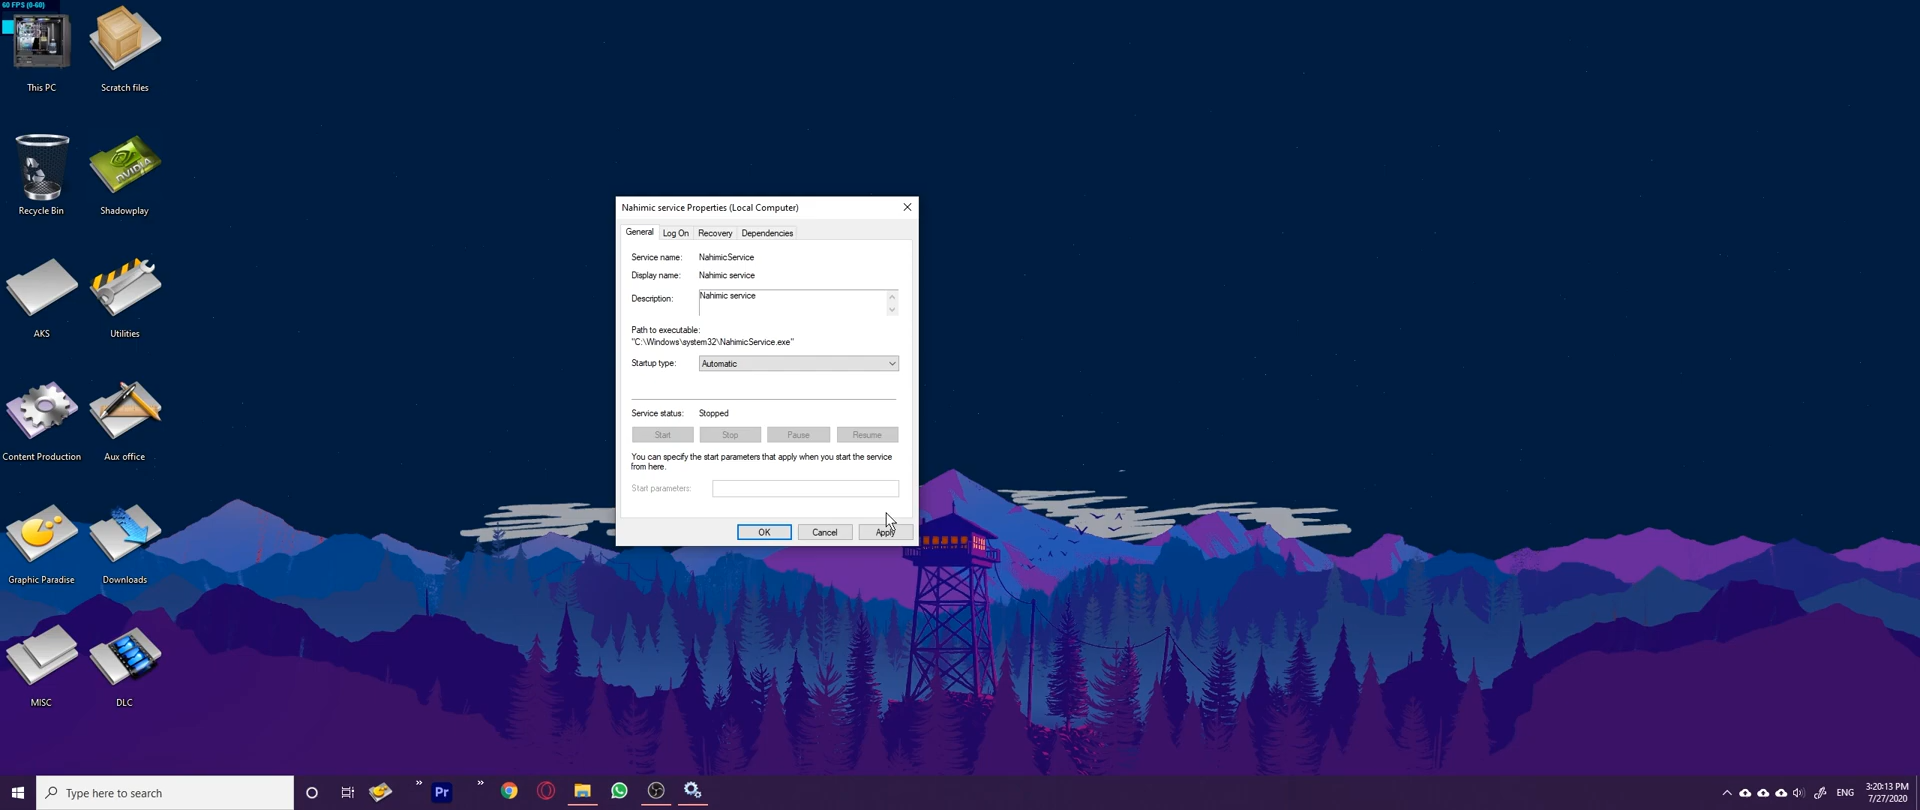 60 FPS (0-60)
This PC
Scratch files
Recycle Bin
NVIDIA
Shadowplay
AKS
Utilities
Content Production
Aux office
Graphic Paradise
Downloads
MISC
DLC
Nahimic service Properties (Local Computer)
General Log On Recovery Dependencies
Service name: NahimicService
Display name: Nahimic service
Description: Nahimic service
Path to executable:
"C:\Windows\system32\NahimicService.exe"
Startup type: Automatic
Service status: Stopped
Start Stop Pause Resume
You can specify the start parameters that apply when you start the service
from here.
Start parameters:
OK Cancel Apply
Type here to search
Pr
ENG
3:20:13 PM
7/27/2020